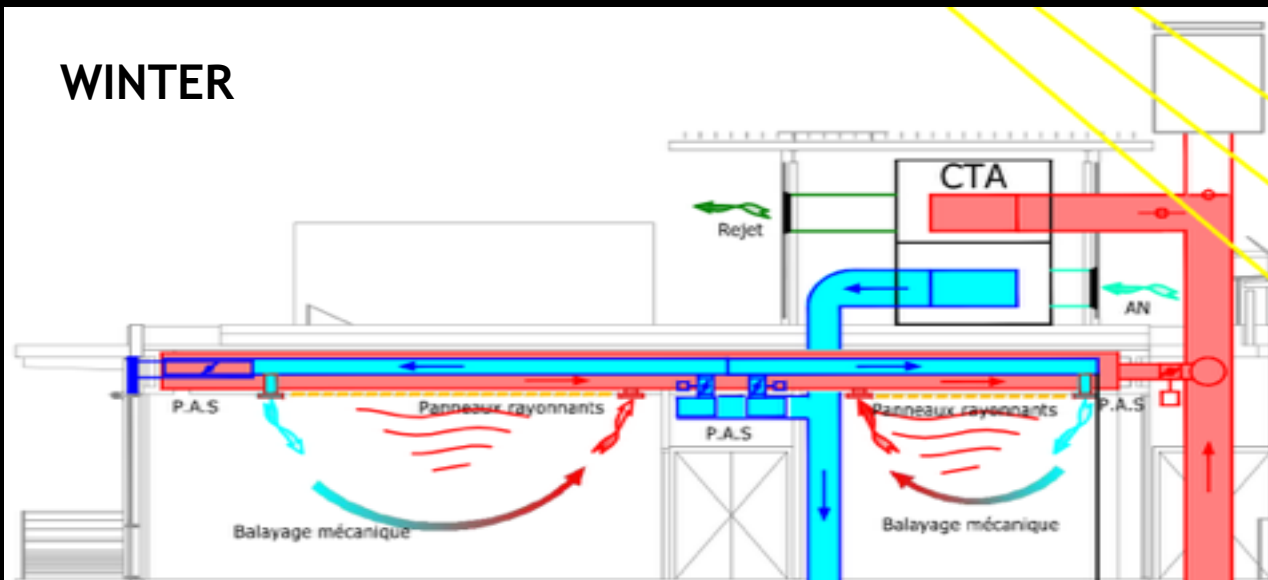 WINTER
CTA
Rejet
AN
P.A.S
Panneaux rayonnants
P.A.S
Panneaux rayonnants
P.A.S
Balayage mécanique
Balayage mécanique